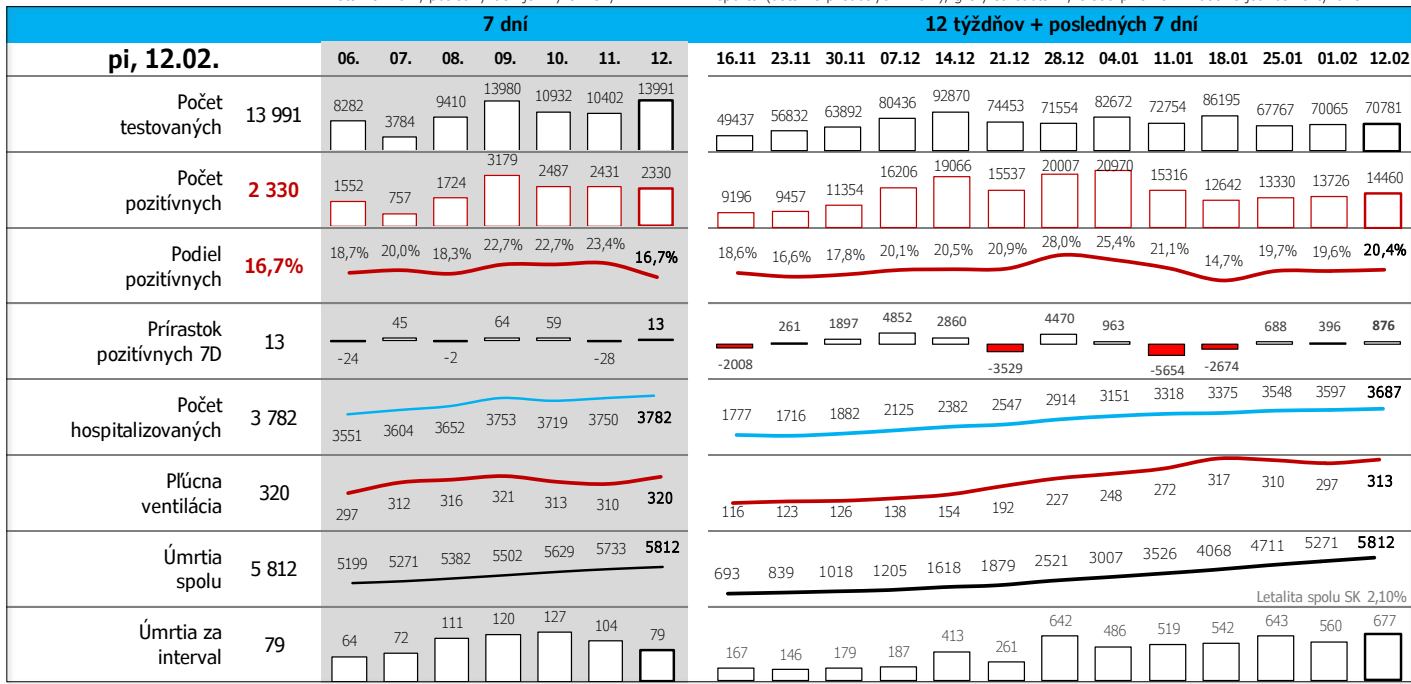 7 dní
12 týždňov + posledných 7 dní
pi, 12.02.
06. 07. 08. 09. 10. 11. 12.
16.11 23.11 30.11 07.12 14.12 21.12 28.12 04.01 11.01 18.01 25.01 01.02 12.02
Počet
testovaných
13 991
8282 3784 9410 13980 10932 10402 13991
49437 56832 63892 80436 92870 74453 71554 82672 72754 86195 67767 70065 70781
Počet
pozitívnych
2 330
1552 757 1724 3179 2487 2431 2330
9196 9457 11354 16206 19066 15537 20007 20970 15316 12642 13330 13726 14460
Podiel
pozitívnych
16,7%
18,7% 20,0% 18,3% 22,7% 22,7% 23,4% 16,7%
18,6% 16,6% 17,8% 20,1% 20,5% 20,9% 28,0% 25,4% 21,1% 14,7% 19,7% 19,6% 20,4%
Prírastok
pozitívnych 7D
13
-24 45 -2 64 59 -28 13
-2008 261 1897 4852 2860 -3529 4470 963 -5654 -2674 688 396 876
Počet
hospitalizovaných
3 782
3551 3604 3652 3753 3719 3750 3782
1777 1716 1882 2125 2382 2547 2914 3151 3318 3375 3548 3597 3687
Pľúcna
ventilácia
320
297 312 316 321 313 310 320
116 123 126 138 154 192 227 248 272 317 310 297 313
Úmrtia
spolu
5 812
5199 5271 5382 5502 5629 5733 5812
693 839 1018 1205 1618 1879 2521 3007 3526 4068 4711 5271 5812
Letalita spolu SK 2,10%
Úmrtia za
interval
79
64 72 111 120 127 104 79
167 146 179 187 413 261 642 486 519 542 643 560 677